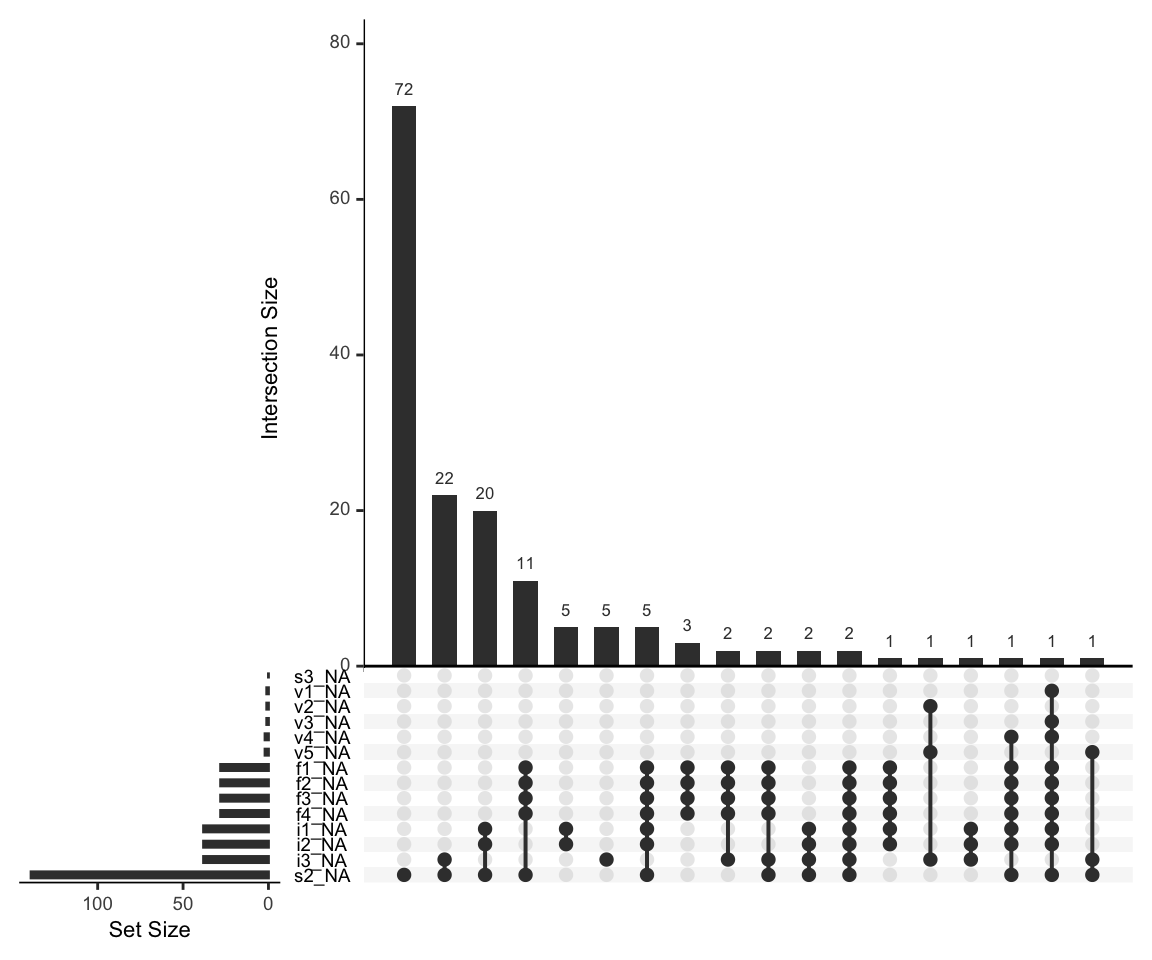 80
72
60
Intersection Size
40
22
20
20
11
5
5
5
3
2
2
2
2
1
1
1
1
1
1
0
s3_NA
v1_NA
v2_NA
v3_NA
v4_NA
v5_NA
f1_NA
f2_NA
f3_NA
f4_NA
i1_NA
i2_NA
i3_NA
s2_NA
100 50 0
Set Size